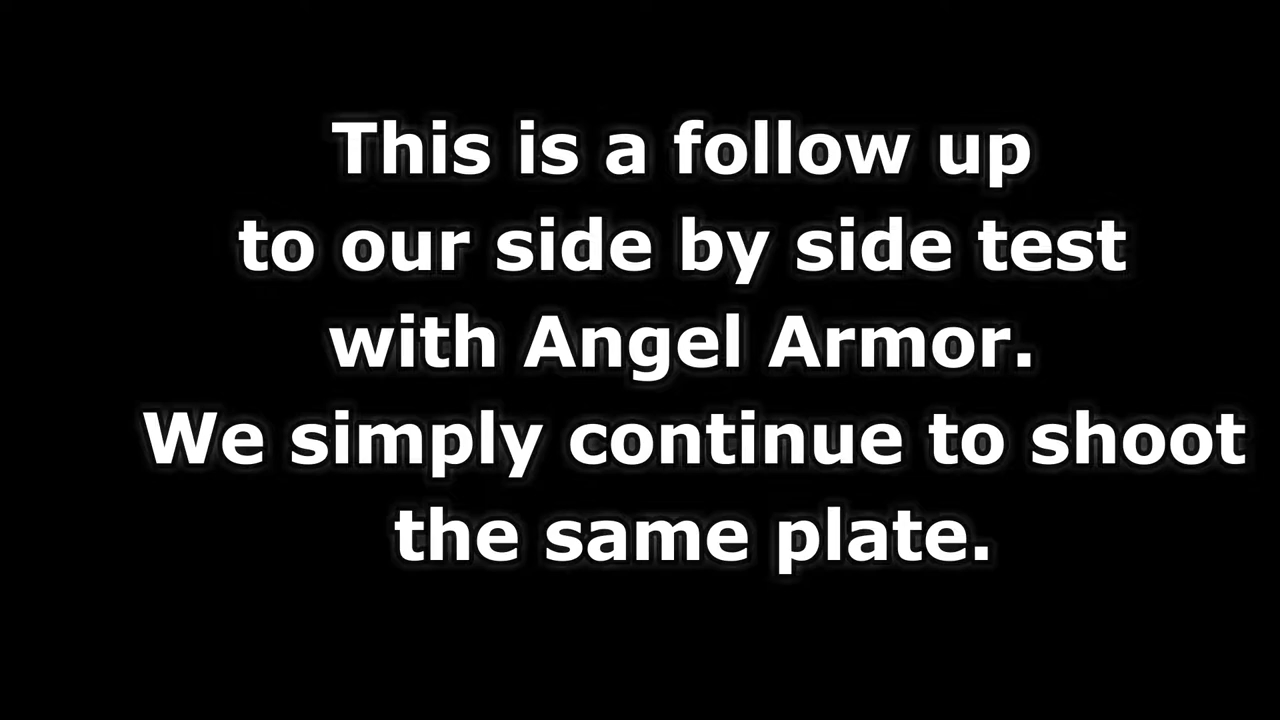 This is a follow up
to our side by side test
with Angel Armor.
We simply continue to shoot
the same plate.